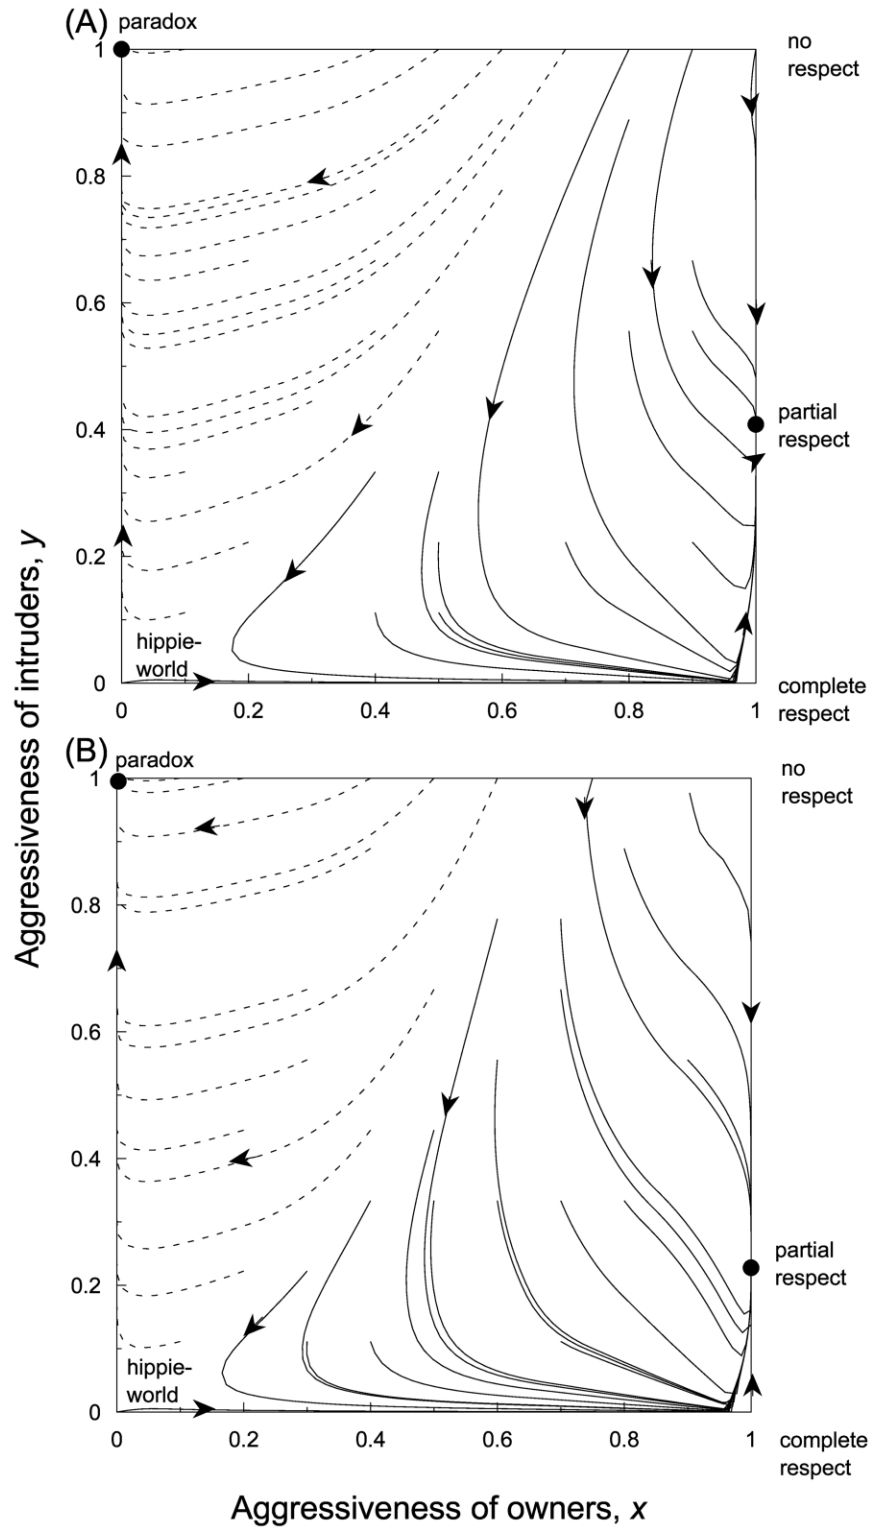 (A)
paradox
no
respect
1
0.8
0.6
0.4
0.2
0
partial
respect
hippie-
world
complete
respect
0
0.2
0.4
0.6
0.8
1
Aggressiveness of intruders, y
(B)
paradox
no
respect
1
0.8
0.6
0.4
0.2
0
partial
respect
hippie-
world
complete
respect
0
0.2
0.4
0.6
0.8
1
Aggressiveness of owners, x